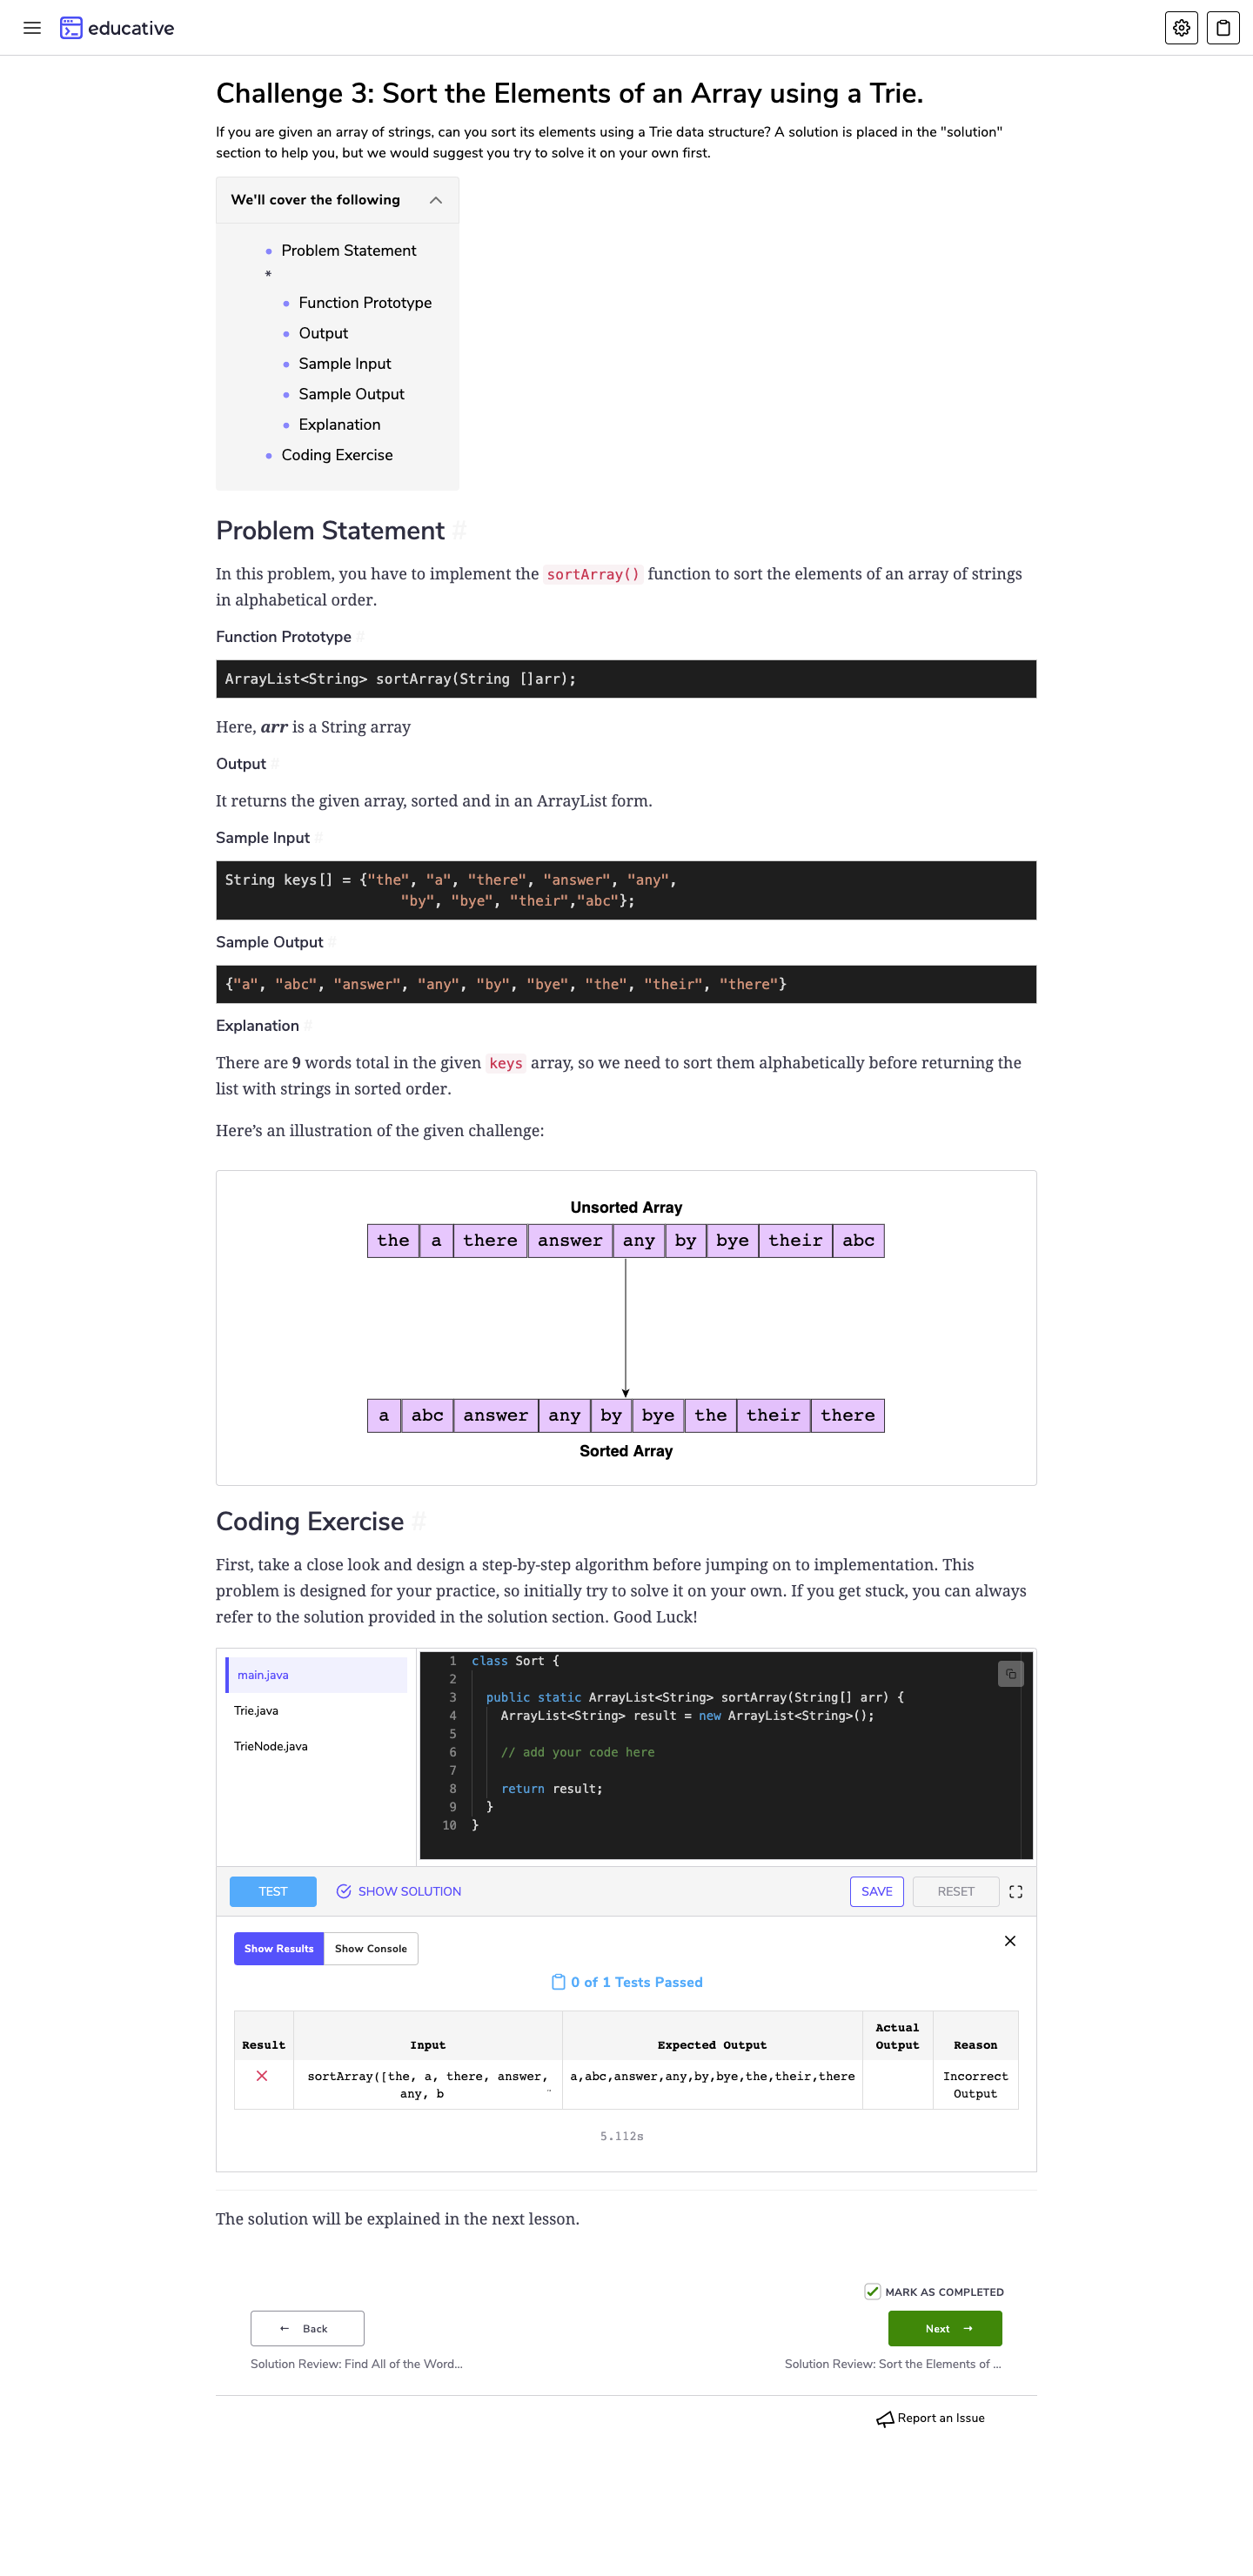 educative
Challenge 3: Sort the Elements of an Array using a Trie.
If you are given an array of strings, can you sort its elements using a Trie data structure? A solution is placed in the "solution"
section to help you, but we would suggest you try to solve it on your own first.
We'll cover the following
Problem Statement
*
Function Prototype
Output
Sample Input
Sample Output
Explanation
Coding Exercise
Problem Statement #
In this problem, you have to implement the sortArray() function to sort the elements of an array of strings
in alphabetical order.
Function Prototype #
ArrayList<String> sortArray(String []arr);
Here, arr is a String array
Output #
It returns the given array, sorted and in an ArrayList form.
Sample Input #
String keys[] = {"the", "a", "there", "answer", "any",
"by", "bye", "their","abc"};
Sample Output #
{"a", "abc", "answer", "any", "by", "bye", "the", "their", "there"}
Explanation #
There are 9 words total in the given keys array, so we need to sort them alphabetically before returning the
list with strings in sorted order.
Here’s an illustration of the given challenge:
Unsorted Array
the a there answer any by bye their abc
a abc answer any by bye the their there
Sorted Array
Coding Exercise #
First, take a close look and design a step-by-step algorithm before jumping on to implementation. This
problem is designed for your practice, so initially try to solve it on your own. If you get stuck, you can always
refer to the solution provided in the solution section. Good Luck!
main.java
Trie.java
TrieNode.java
1 class Sort {
2
3 public static ArrayList<String> sortArray(String[] arr) {
4 ArrayList<String> result = new ArrayList<String>();
5
6 // add your code here
7
8 return result;
9 }
10 }
TEST SHOW SOLUTION SAVE RESET
Show Results Show Console
0 of 1 Tests Passed
Result Input Expected Output Actual Output Reason
sortArray([the, a, there, answer, a,abc,answer,any,by,bye,the,their,there Incorrect
any, b Output
5.112s
The solution will be explained in the next lesson.
MARK AS COMPLETED
← Back Next →
Solution Review: Find All of the Word... Solution Review: Sort the Elements of ...
Report an Issue